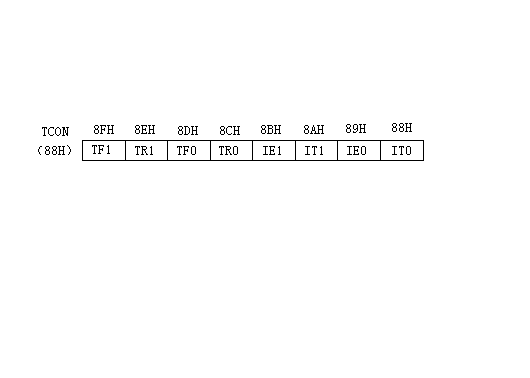 TCON 8FH 8EH 8DH 8CH 8BH 8AH 89H 88H
(88H) TF1 TR1 TF0 TR0 IE1 IT1 IE0 IT0